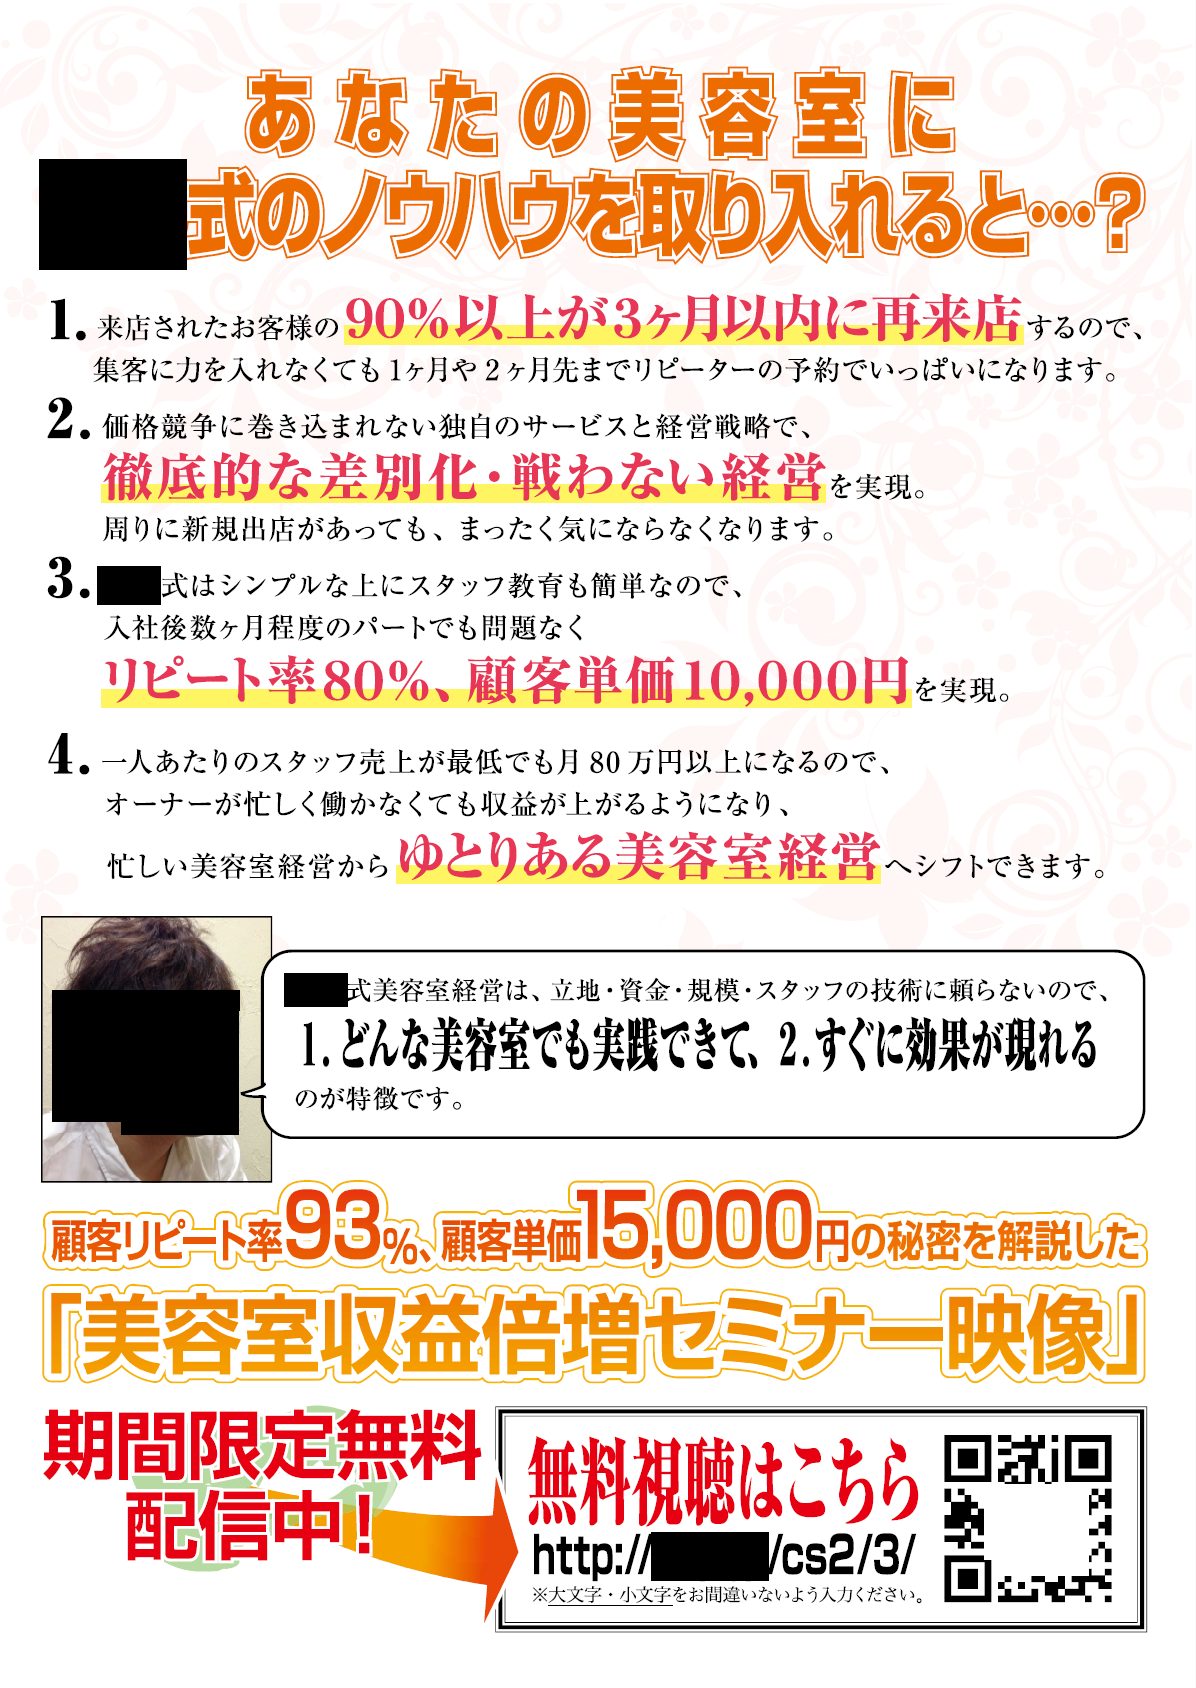 あなたの美容室に
式のノウハウを取り入れると…?
1. 来店されたお客様の90%以上が3ヶ月以内に再来店するので、
集客に力を入れなくても1ヶ月や2ヶ月先までリピーターの予約でいっぱいになります。
2. 価格競争に巻き込まれない独自のサービスと経営戦略で、
徹底的な差別化・戦わない経営を実現。
周りに新規出店があっても、まったく気にならなくなります。
3. 式はシンプルな上にスタッフ教育も簡単なので、
入社後数ヶ月程度のパートでも問題なく
リピート率80%、顧客単価10,000円を実現。
4. 一人あたりのスタッフ売上が最低でも月80万円以上になるので、
オーナーが忙しく働かなくても収益が上がるようになり、
忙しい美容室経営からゆとりある美容室経営へシフトできます。
式美容室経営は、立地・資金・規模・スタッフの技術に頼らないので、
1.どんな美容室でも実践できて、2.すぐに効果が現れる
のが特徴です。
顧客リピート率93%、顧客単価15,000円の秘密を解説した
「美容室収益倍増セミナー映像」
期間限定無料
配信中!
無料視聴はこちら
http:// /cs2/3/
※大文字・小文字をお間違いないよう入力ください。